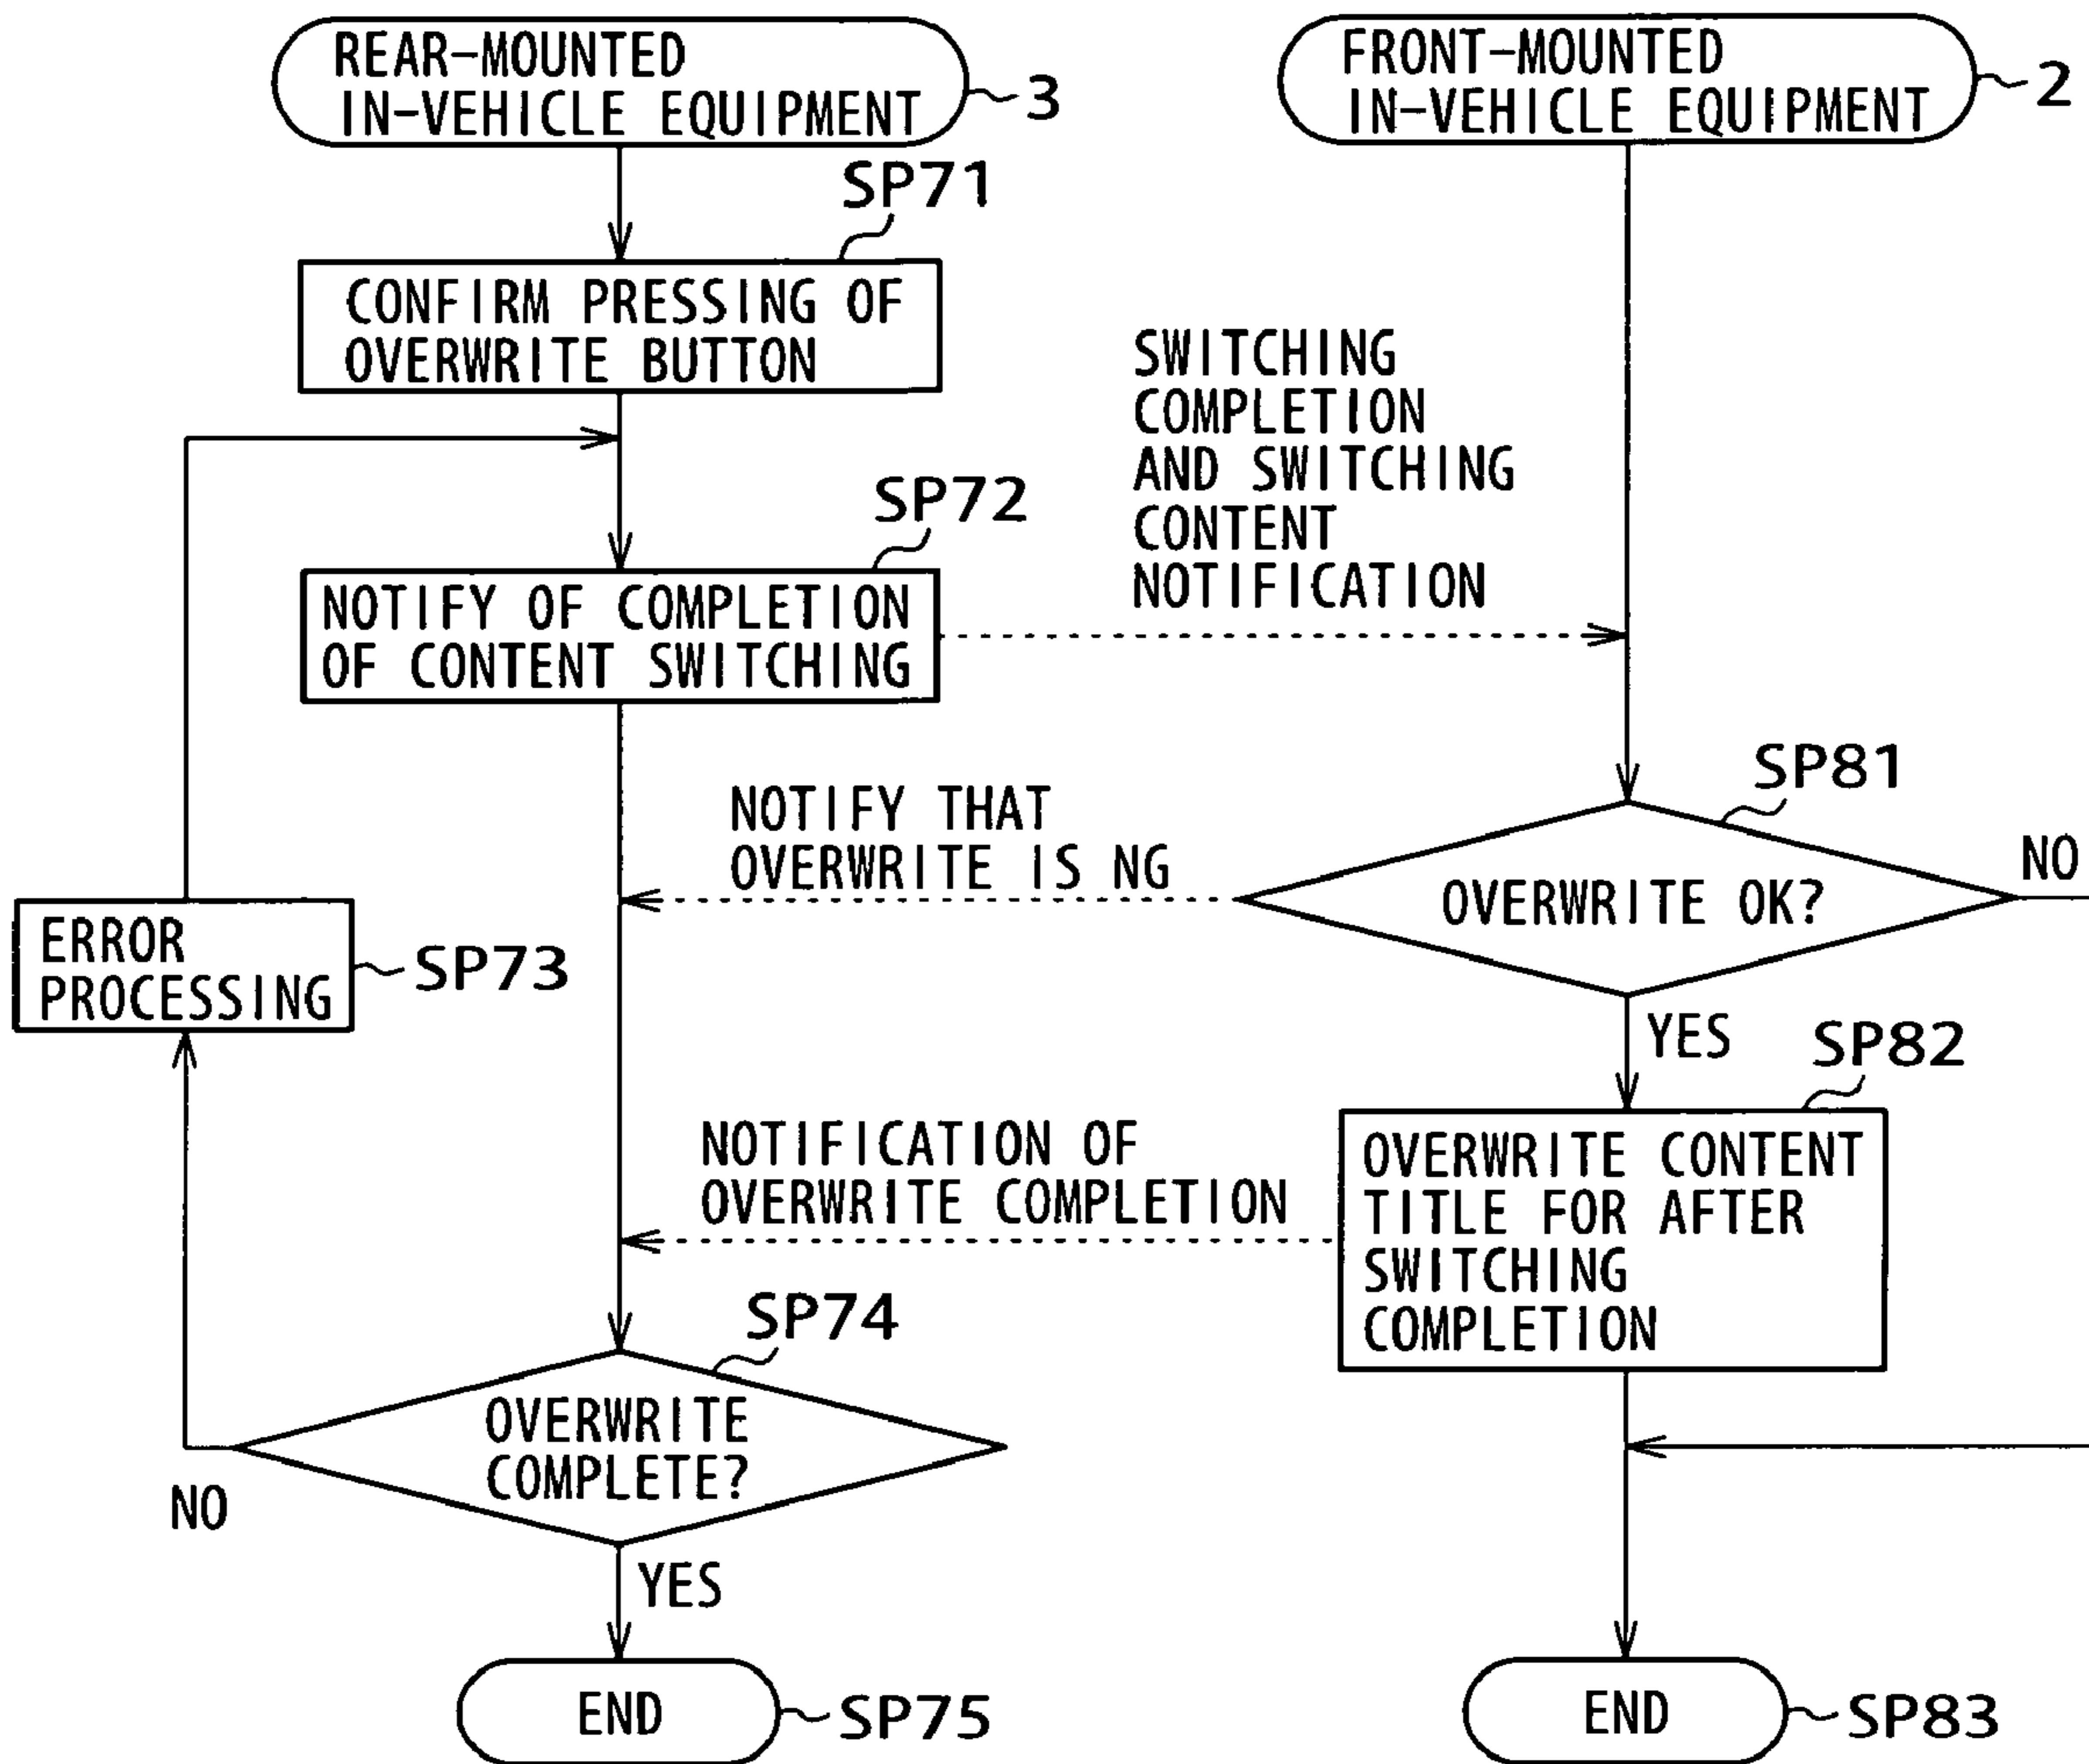 REAR-MOUNTED
IN-VEHICLE EQUIPMENT
3
FRONT-MOUNTED
IN-VEHICLE EQUIPMENT
2
SP71
CONFIRM PRESSING OF
OVERWRITE BUTTON
SWITCHING
COMPLETION
AND SWITCHING
CONTENT
NOTIFICATION
SP72
NOTIFY OF COMPLETION
OF CONTENT SWITCHING
SP81
NOTIFY THAT
OVERWRITE IS NG
OVERWRITE OK?
NO
ERROR
PROCESSING
SP73
YES
SP82
NOTIFICATION OF
OVERWRITE COMPLETION
OVERWRITE CONTENT
TITLE FOR AFTER
SWITCHING
COMPLETION
SP74
OVERWRITE
COMPLETE?
NO
YES
END
SP75
END
SP83